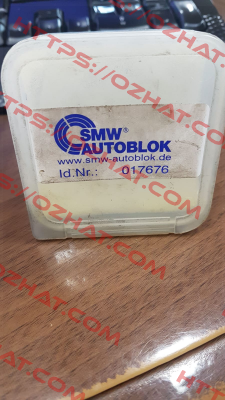 SMW®
AUTOBLOK
www.smw-autoblok.de
Id.Nr.: 017676
HTTPS://OZHAT.COM